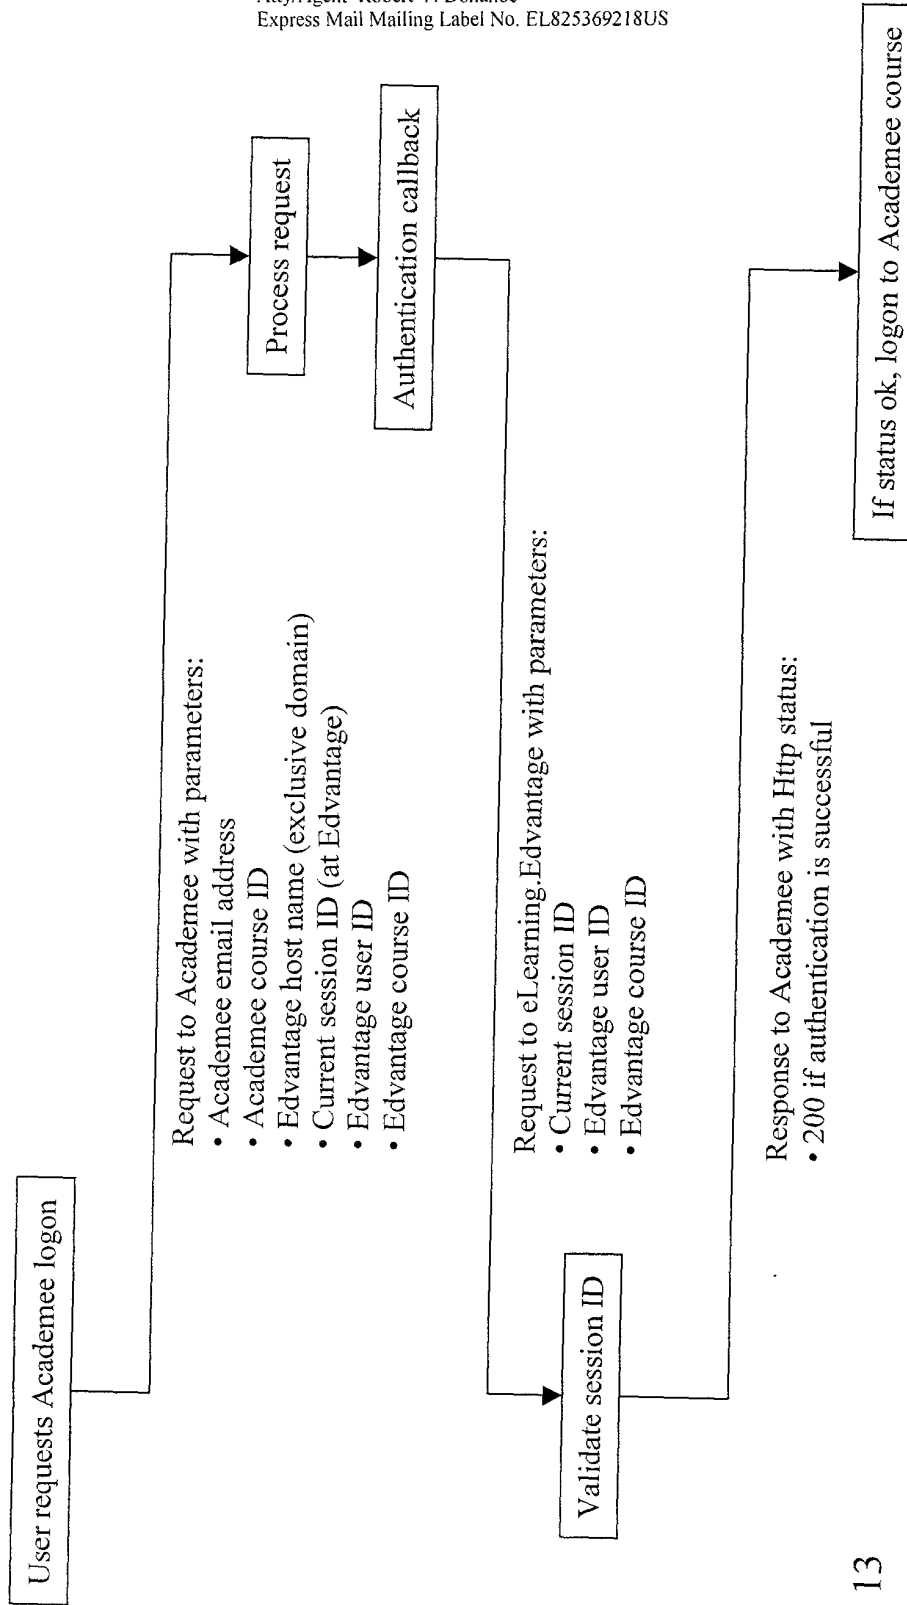 Express Mail Mailing Label No. EL825369218US
User requests Academee logon
Request to Academee with parameters:
• Academee email address
• Academee course ID
• Edvantage host name (exclusive domain)
• Current session ID (at Edvantage)
• Edvantage user ID
• Edvantage course ID
Process request
Authentication callback
Request to eLearning.Edvantage with parameters:
• Current session ID
• Edvantage user ID
• Edvantage course ID
Validate session ID
Response to Academee with Http status:
• 200 if authentication is successful
If status ok, logon to Academee course
13